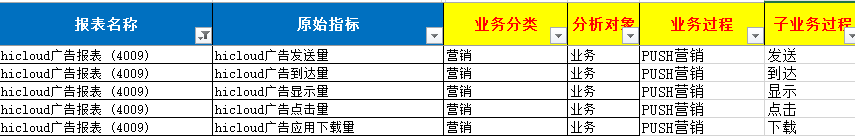 报表名称 原始指标 业务分类 分析对象 业务过程 子业务过程
hicloud广告报表 (4009) hicloud广告发送量 营销 业务 PUSH营销 发送
hicloud广告报表 (4009) hicloud广告到达量 营销 业务 PUSH营销 到达
hicloud广告报表 (4009) hicloud广告显示量 营销 业务 PUSH营销 显示
hicloud广告报表 (4009) hicloud广告点击量 营销 业务 PUSH营销 点击
hicloud广告报表 (4009) hicloud广告应用下载量 营销 业务 PUSH营销 下载